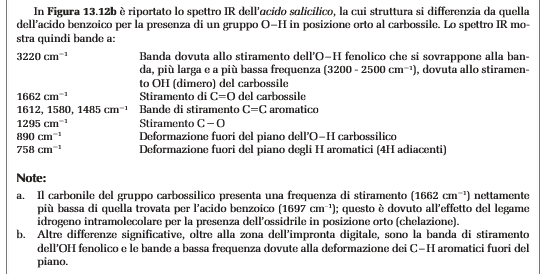 In Figura 13.12b è riportato lo spettro IR dell'acido salicilico, la cui struttura si differenzia da quella
dell'acido benzoico per la presenza di un gruppo O–H in posizione orto al carbossile. Lo spettro IR mo-
stra quindi bande a:
3220 cm⁻¹ Banda dovuta allo stiramento dell'O–H fenolico che si sovrappone alla ban-
da, più larga e a più bassa frequenza (3200 - 2500 cm⁻¹), dovuta allo stiramen-
to OH (dimero) del carbossile
1662 cm⁻¹ Stiramento di C=O del carbossile
1612, 1580, 1485 cm⁻¹ Bande di stiramento C=C aromatico
1295 cm⁻¹ Stiramento C–O
890 cm⁻¹ Deformazione fuori del piano dell'O–H carbossilico
758 cm⁻¹ Deformazione fuori del piano degli H aromatici (4H adiacenti)
Note:
a. Il carbonile del gruppo carbossilico presenta una frequenza di stiramento (1662 cm⁻¹) nettamente
più bassa di quella trovata per l'acido benzoico (1697 cm⁻¹); questo è dovuto all'effetto del legame
idrogeno intramolecolare per la presenza dell'ossidrile in posizione orto (chelazione).
b. Altre differenze significative, oltre alla zona dell'impronta digitale, sono la banda di stiramento
dell'OH fenolico e le bande a bassa frequenza dovute alla deformazione dei C–H aromatici fuori del
piano.